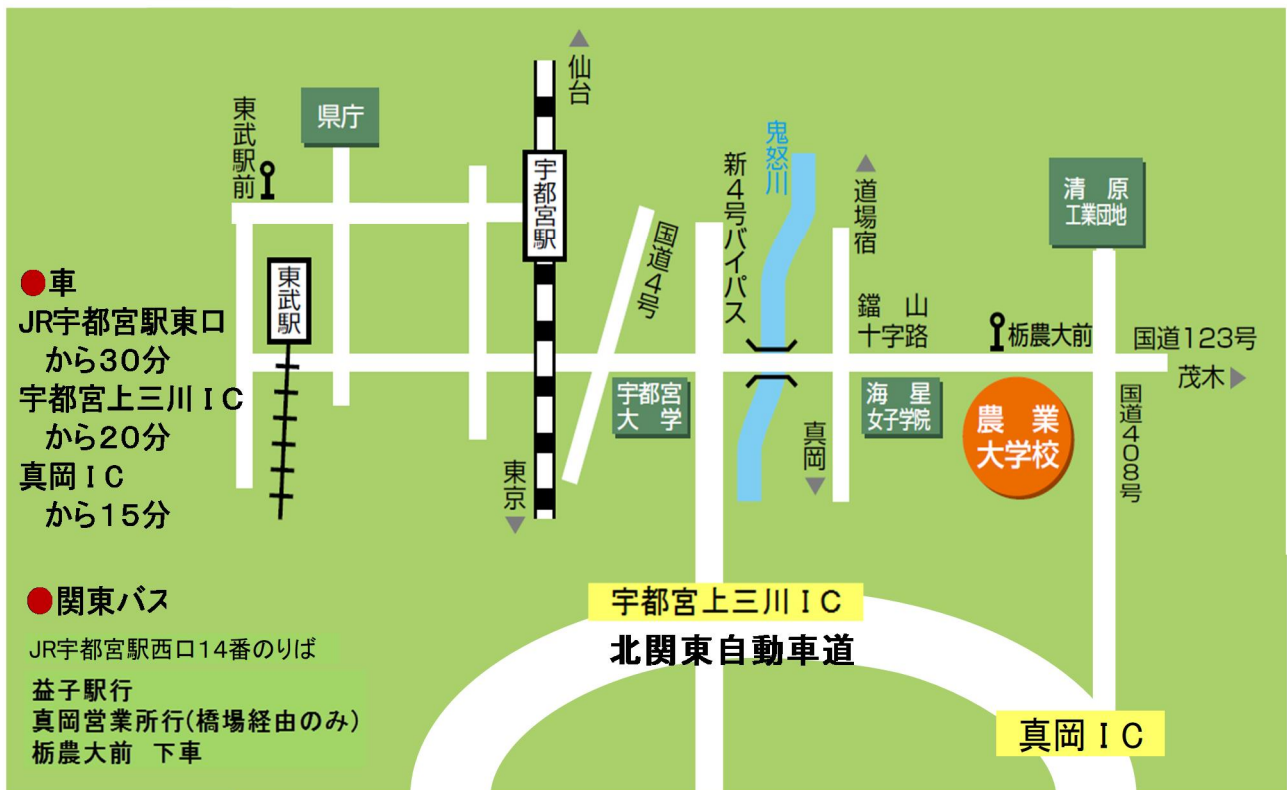 仙台
県庁
東武駅前
宇都宮駅
国道4号
新4号バイパス
鬼怒川
道場宿
清 原
工業団地
東武駅
鐺 山
十字路
栃農大前
国道123号
茂木
宇都宮
大 学
海 星
女子学院
農 業
大学校
国道408号
真岡
東京
●車
JR宇都宮駅東口
から30分
宇都宮上三川IC
から20分
真岡IC
から15分
●関東バス
JR宇都宮駅西口14番のりば
益子駅行
真岡営業所行(橋場経由のみ)
栃農大前 下車
宇都宮上三川IC
北関東自動車道
真岡IC